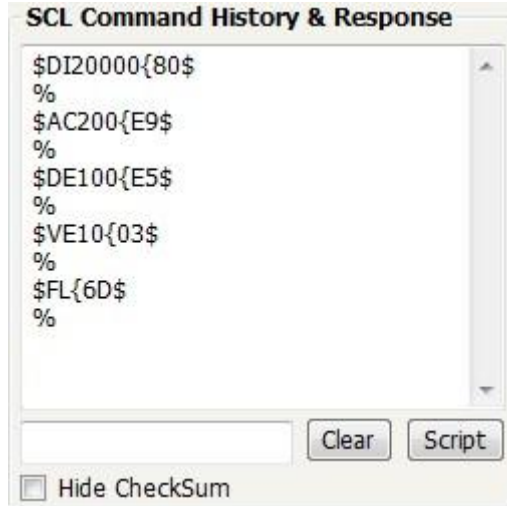 SCL Command History & Response
$DI20000{80$
%
$AC200{E9$
%
$DE100{E5$
%
$VE10{03$
%
$FL{6D$
%
Clear Script
Hide CheckSum